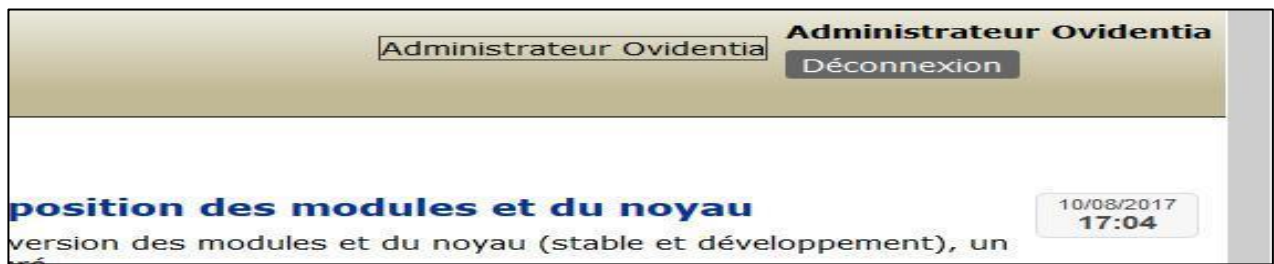 Administrateur Ovidentia
Administrateur Ovidentia
Déconnexion
position des modules et du noyau
10/08/2017
17:04
version des modules et du noyau (stable et développement), un